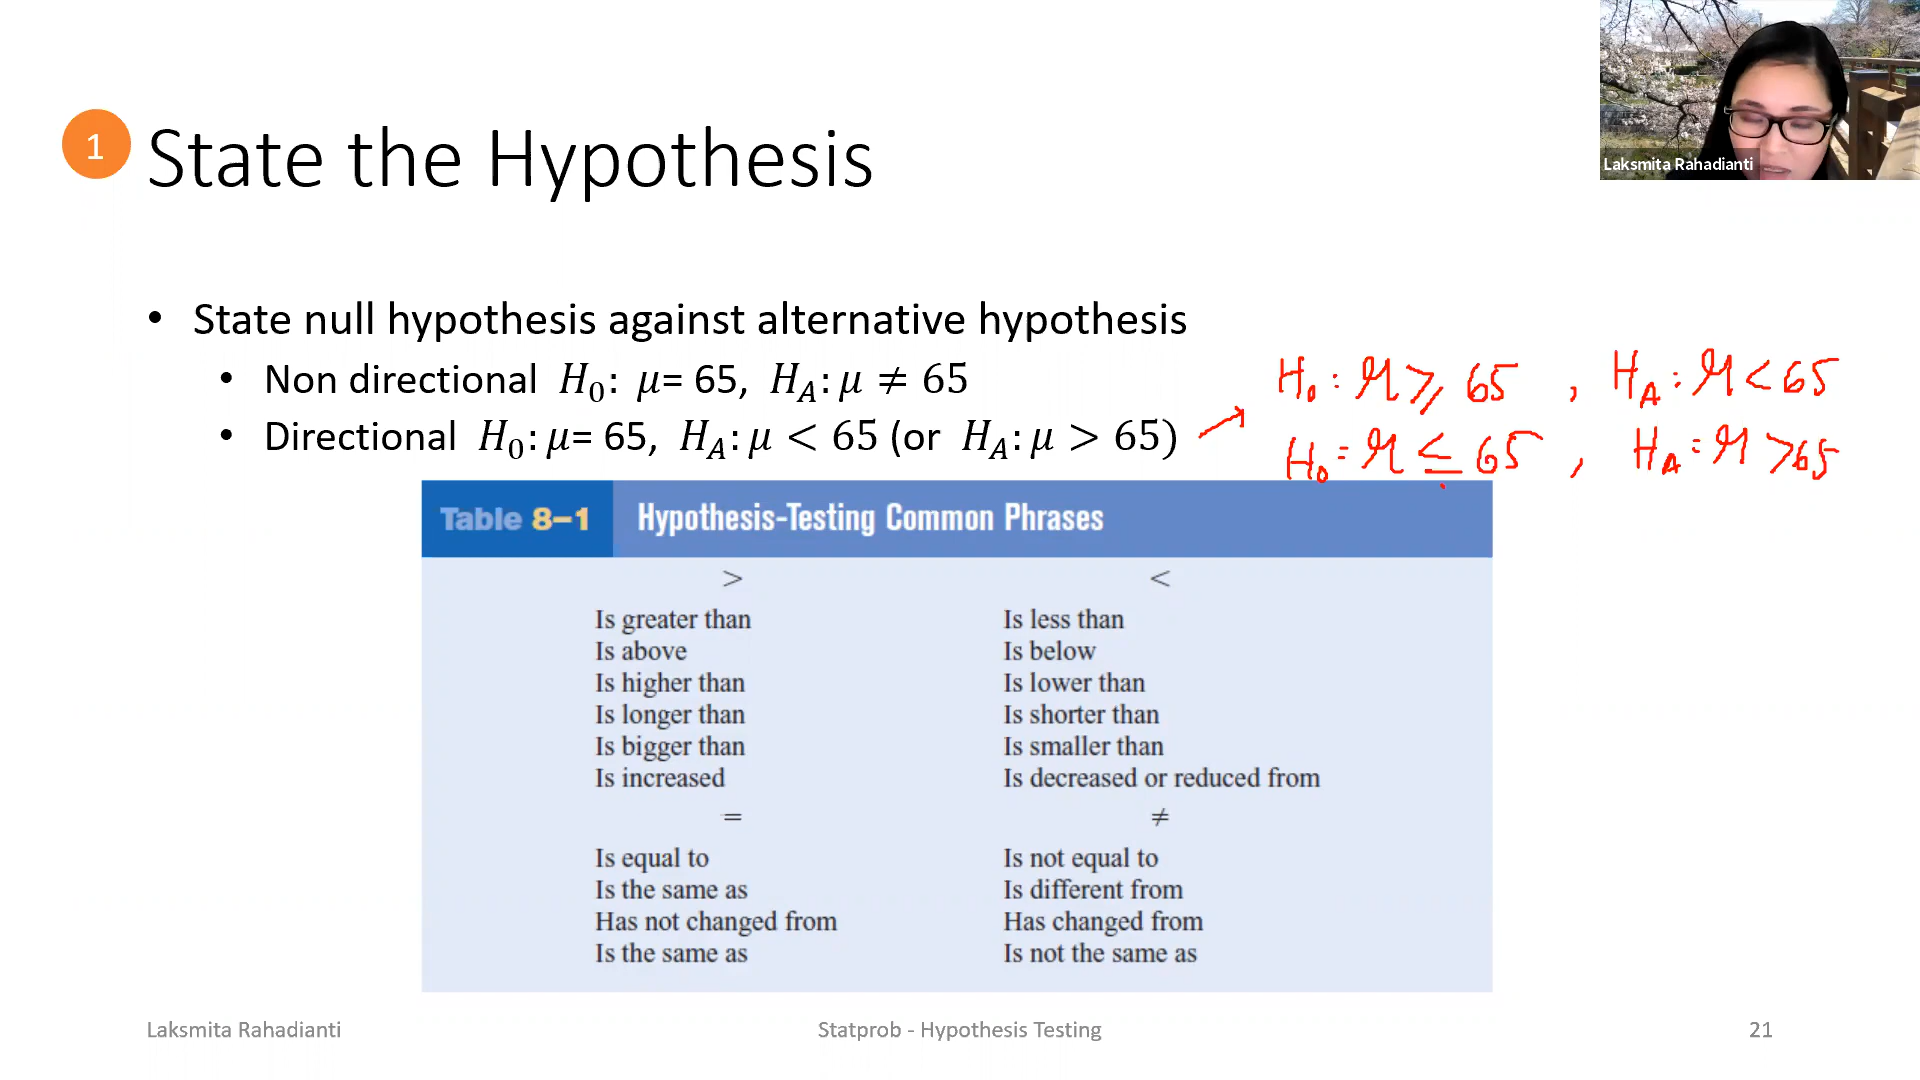 Laksmita Rahadianti
1 State the Hypothesis
• State null hypothesis against alternative hypothesis
• Non directional H₀: μ= 65, H_A: μ ≠ 65
• Directional H₀: μ= 65, H_A: μ < 65 (or H_A: μ > 65)
H₀: μ ≥ 65, H_A: μ < 65
H₀: μ ≤ 65, H_A: μ > 65
Table 8–1 Hypothesis-Testing Common Phrases
> <
Is greater than Is less than
Is above Is below
Is higher than Is lower than
Is longer than Is shorter than
Is bigger than Is smaller than
Is increased Is decreased or reduced from
= ≠
Is equal to Is not equal to
Is the same as Is different from
Has not changed from Has changed from
Is the same as Is not the same as
Laksmita Rahadianti Statprob - Hypothesis Testing 21